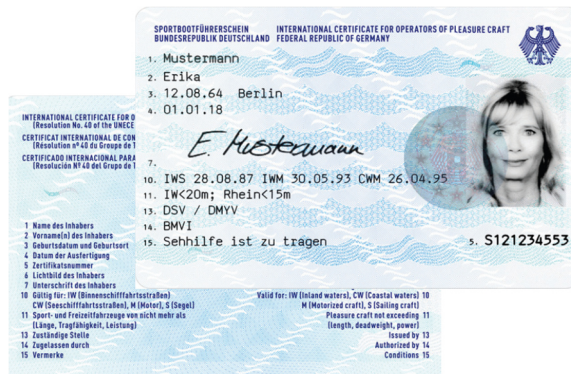 SPORTBOOTFÜHRERSCHEIN INTERNATIONAL CERTIFICATE FOR OPERATORS OF PLEASURE CRAFT
BUNDESREPUBLIK DEUTSCHLAND FEDERAL REPUBLIC OF GERMANY
1. Mustermann
2. Erika
3. 12.08.64 Berlin
4. 01.01.18
E. Mustermann
7.
10. IWS 28.08.87 IWM 30.05.93 CWM 26.04.95
11. IW<20m; Rhein<15m
13. DSV / DMYV
14. BMVI
15. Sehhilfe ist zu tragen
5. S121234553
INTERNATIONAL CERTIFICATE FOR O
(Resolution No. 40 of the UNECE
CERTIFICAT INTERNATIONAL DE CON
(Résolution nº 40 du Groupe de T
CERTIFICADO INTERNACIONAL PARA
(Resolución Nº 40 del Grupo de T
1 Name des Inhabers
2 Vorname(n) des Inhabers
3 Geburtsdatum und Geburtsort
4 Datum der Ausfertigung
5 Zertifikatsnummer
6 Lichtbild des Inhabers
7 Unterschrift des Inhabers
10 Gültig für: IW (Binnenschifffahrtsstraßen)
CW (Seeschifffahrtsstraßen), M (Motor), S (Segel)
11 Sport- und Freizeitfahrzeuge von nicht mehr als
(Länge, Tragfähigkeit, Leistung)
13 Zuständige Stelle
14 Zugelassen durch
15 Vermerke
Valid for: IW (Inland waters), CW (Coastal waters) 10
M (Motorized craft), S (Sailing craft)
Pleasure craft not exceeding 11
(length, deadweight, power)
Issued by 13
Authorized by 14
Conditions 15